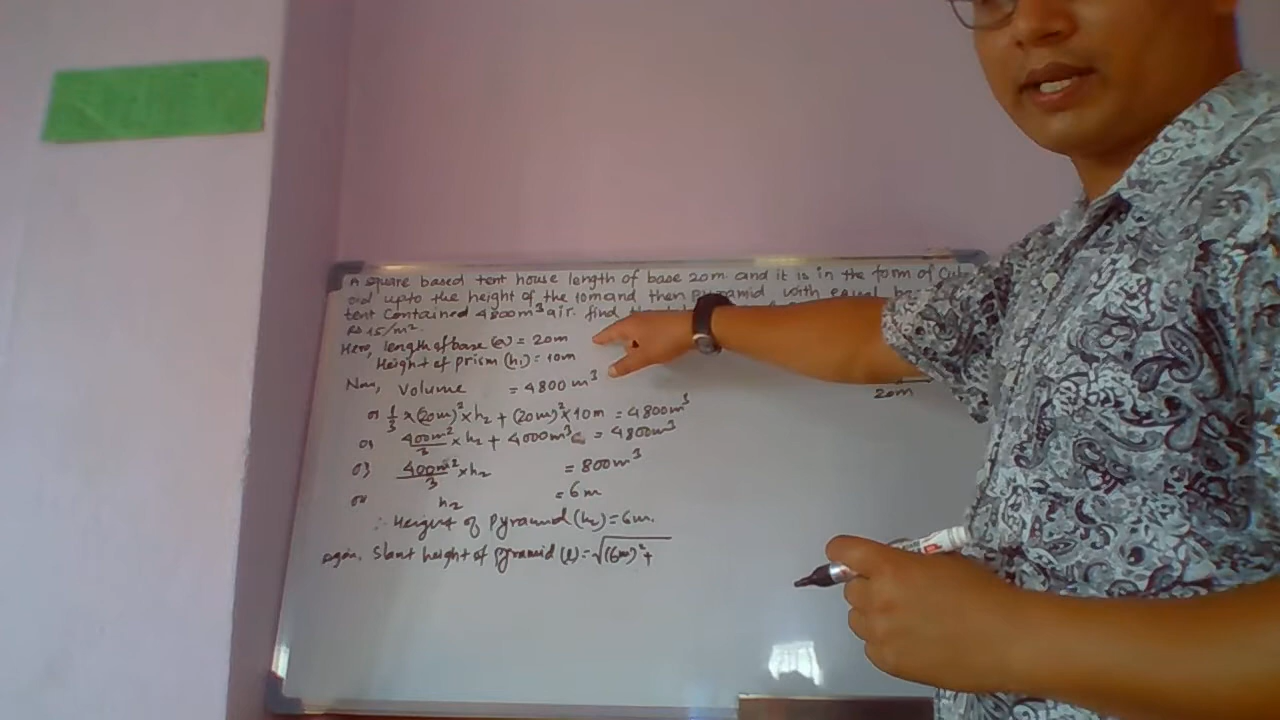 A square based tent house length of base 20m. and it is in the form of Cub
oid upto the height of the 10m and then pyramid with equal
tent contained 4800m³ air. find
Rs 15/m².
Here, length of base (a) = 20m
Height of prism (h₁) = 10m
Now, Volume = 4800 m³
or 1/3 × (20m)² × h₂ + (20m)² × 10m = 4800m³
or 400m²/3 × h₂ + 4000m³ = 4800m³
or 400m²/3 × h₂ = 800m³
or h₂ = 6m
∴ Height of pyramid (h₂) = 6m.
Again, Slant height of pyramid (l) = √(6m)² +
20m